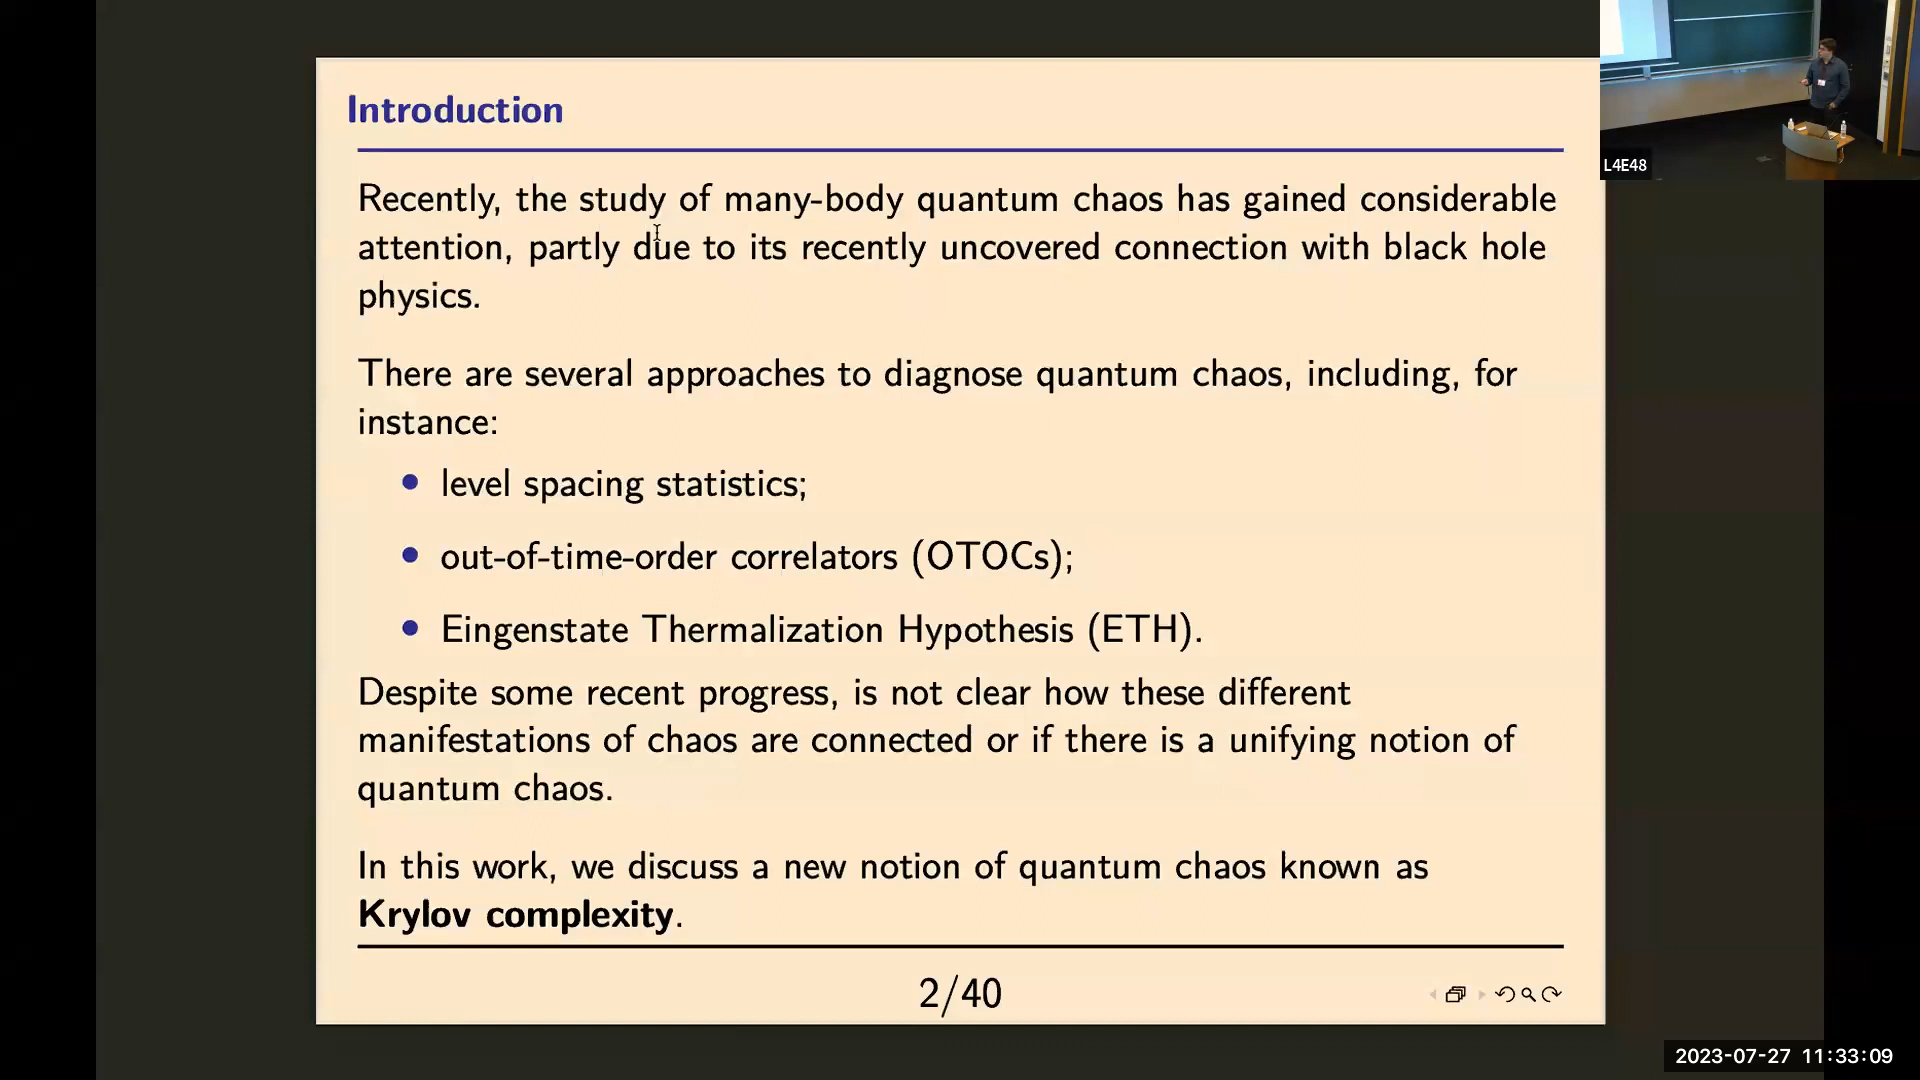 Introduction
Recently, the study of many-body quantum chaos has gained considerable
attention, partly due to its recently uncovered connection with black hole
physics.
There are several approaches to diagnose quantum chaos, including, for
instance:
• level spacing statistics;
• out-of-time-order correlators (OTOCs);
• Eingenstate Thermalization Hypothesis (ETH).
Despite some recent progress, is not clear how these different
manifestations of chaos are connected or if there is a unifying notion of
quantum chaos.
In this work, we discuss a new notion of quantum chaos known as
Krylov complexity.
2/40
L4E48
2023-07-27 11:33:09